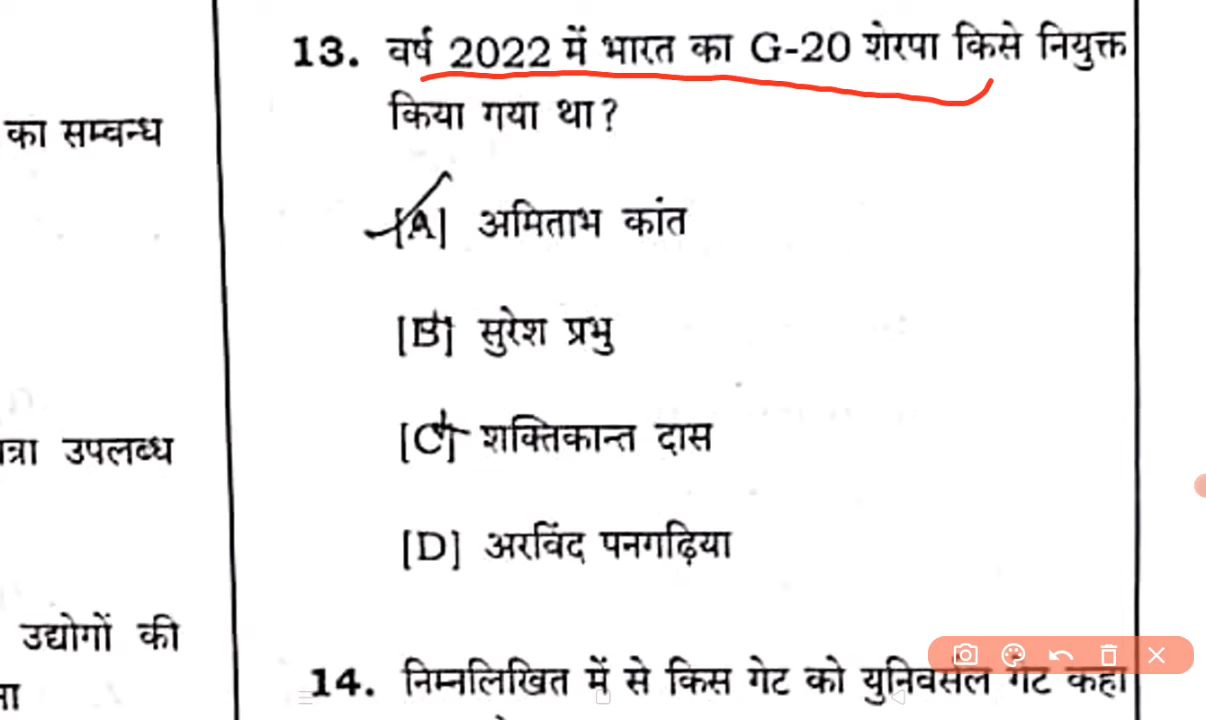 का सम्बन्ध
त्रा उपलब्ध
उद्योगों की
13. वर्ष 2022 में भारत का G-20 शेरपा किसे नियुक्त
किया गया था?
[A] अमिताभ कांत
[B] सुरेश प्रभु
[C] शक्तिकान्त दास
[D] अरविंद पनगढ़िया
14. निम्नलिखित में से किस गेट को युनिवर्सल गेट कहा